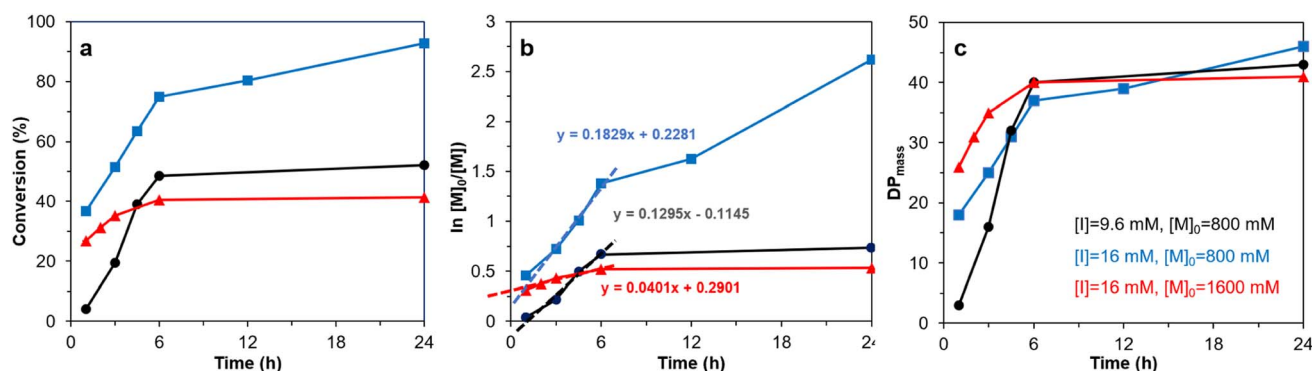 a
Conversion (%)
100
80
60
40
20
0
0
6
12
18
24
Time (h)
b
ln [M]₀/[M])
3
2.5
2
1.5
1
0.5
0
y = 0.1829x + 0.2281
y = 0.1295x - 0.1145
y = 0.0401x + 0.2901
0
6
12
18
24
Time (h)
c
DPmass
50
40
30
20
10
0
[I]=9.6 mM, [M]₀=800 mM
[I]=16 mM, [M]₀=800 mM
[I]=16 mM, [M]₀=1600 mM
0
6
12
18
24
Time (h)